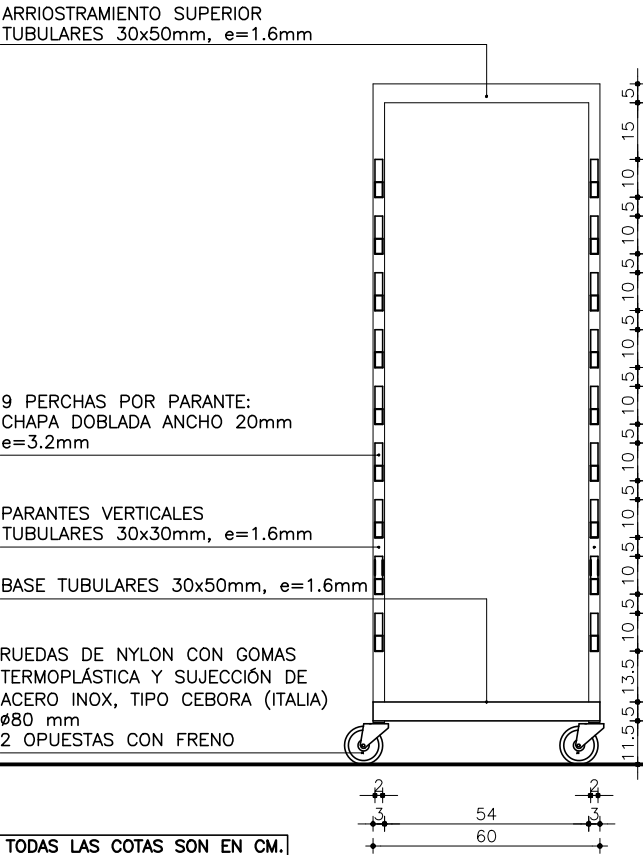 ARRIOSTRAMIENTO SUPERIOR
TUBULARES 30x50mm, e=1.6mm
5
15
10
5
10
5
10
5
10
5
10
5
10
5
10
5
10
5
10
13.5
5
11.5
9 PERCHAS POR PARANTE:
CHAPA DOBLADA ANCHO 20mm
e=3.2mm
PARANTES VERTICALES
TUBULARES 30x30mm, e=1.6mm
BASE TUBULARES 30x50mm, e=1.6mm
RUEDAS DE NYLON CON GOMAS
TERMOPLÁSTICA Y SUJECCIÓN DE
ACERO INOX, TIPO CEBORA (ITALIA)
ø80 mm
2 OPUESTAS CON FRENO
2 2
3 54 3
60
TODAS LAS COTAS SON EN CM.